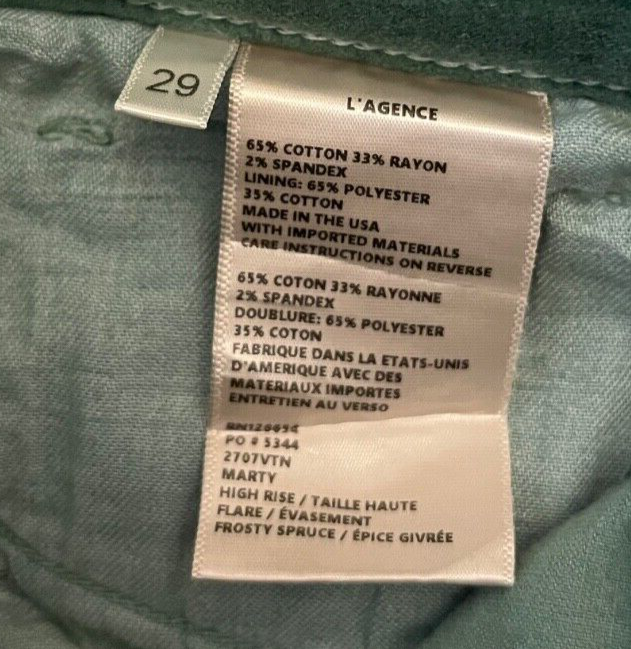 29
L'AGENCE
65% COTTON 33% RAYON
2% SPANDEX
LINING: 65% POLYESTER
35% COTTON
MADE IN THE USA
WITH IMPORTED MATERIALS
CARE INSTRUCTIONS ON REVERSE
65% COTON 33% RAYONNE
2% SPANDEX
DOUBLURE: 65% POLYESTER
35% COTON
FABRIQUE DANS LA ETATS-UNIS
D'AMERIQUE AVEC DES
MATERIAUX IMPORTES
ENTRETIEN AU VERSO
PO # 5344
2707VTN
MARTY
HIGH RISE / TAILLE HAUTE
FLARE / ÉVASEMENT
FROSTY SPRUCE / ÉPICE GIVRÉE